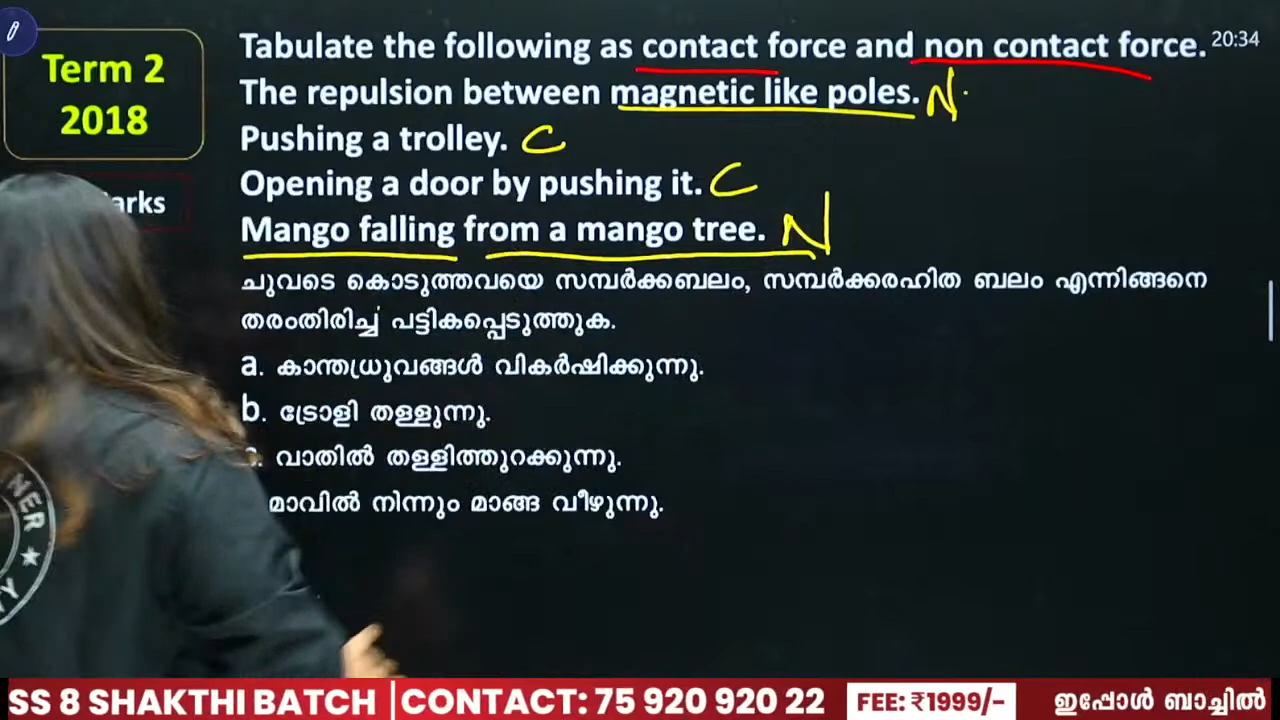 Tabulate the following as contact force and non contact force. 20:34
Term 2
2018
The repulsion between magnetic like poles. N
Pushing a trolley. C
Opening a door by pushing it. C
Mango falling from a mango tree. N
ചുവടെ കൊടുത്തവയെ സമ്പർക്കബലം, സമ്പർക്കരഹിത ബലം എന്നിങ്ങനെ
തരംതിരിച്ച് പട്ടികപ്പെടുത്തുക.
a. കാന്തധ്രുവങ്ങൾ വികർഷിക്കുന്നു.
b. ട്രോളി തള്ളുന്നു.
വാതിൽ തള്ളിത്തുറക്കുന്നു.
മാവിൽ നിന്നും മാങ്ങ വീഴുന്നു.
SS 8 SHAKTHI BATCH | CONTACT: 75 920 920 22 FEE: ₹1999/- ഇപ്പോൾ ബാച്ചിൽ